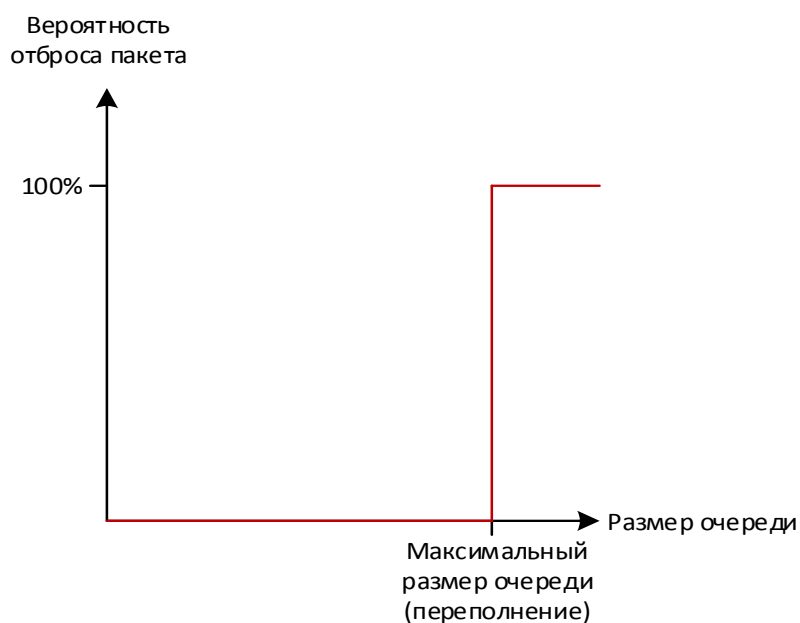 Вероятность
отброса пакета
100%
Размер очереди
Максимальный
размер очереди
(переполнение)